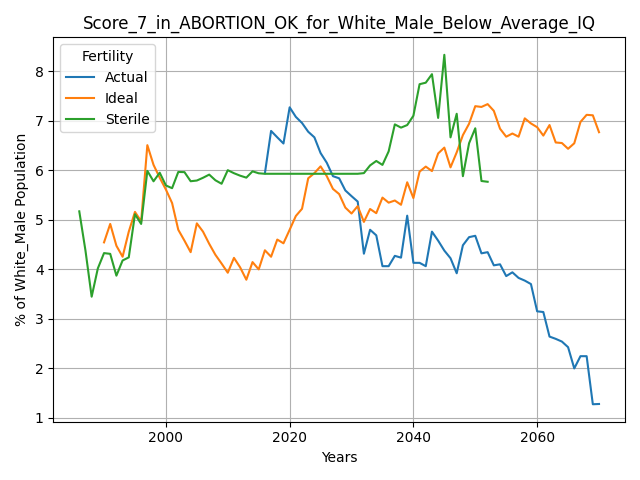 Score_7_in_ABORTION_OK_for_White_Male_Below_Average_IQ
Fertility
Actual
Ideal
Sterile
% of White_Male Population
8
7
6
5
4
3
2
1
2000
2020
2040
2060
Years